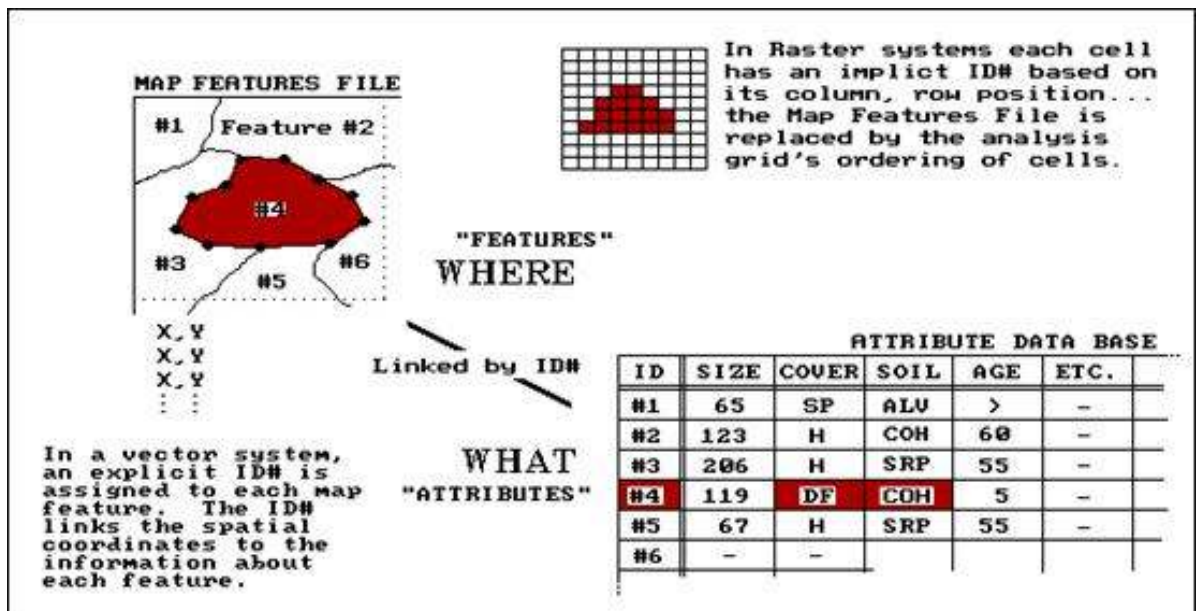 MAP FEATURES FILE
#1
Feature #2
#4
#3
#5
#6
X,Y
X,Y
X,Y
: :
In a vector system,
an explicit ID# is
assigned to each map
feature. The ID#
links the spatial
coordinates to the
information about
each feature.
In Raster systems each cell
has an implict ID# based on
its column, row position...
the Map Features File is
replaced by the analysis
grid's ordering of cells.
"FEATURES"
WHERE
Linked by ID#
WHAT
"ATTRIBUTES"
ATTRIBUTE DATA BASE
ID SIZE COVER SOIL AGE ETC.
#1 65 SP ALV > -
#2 123 H COH 60 -
#3 206 H SRP 55 -
#4 119 DF COH 5 -
#5 67 H SRP 55 -
#6 - -